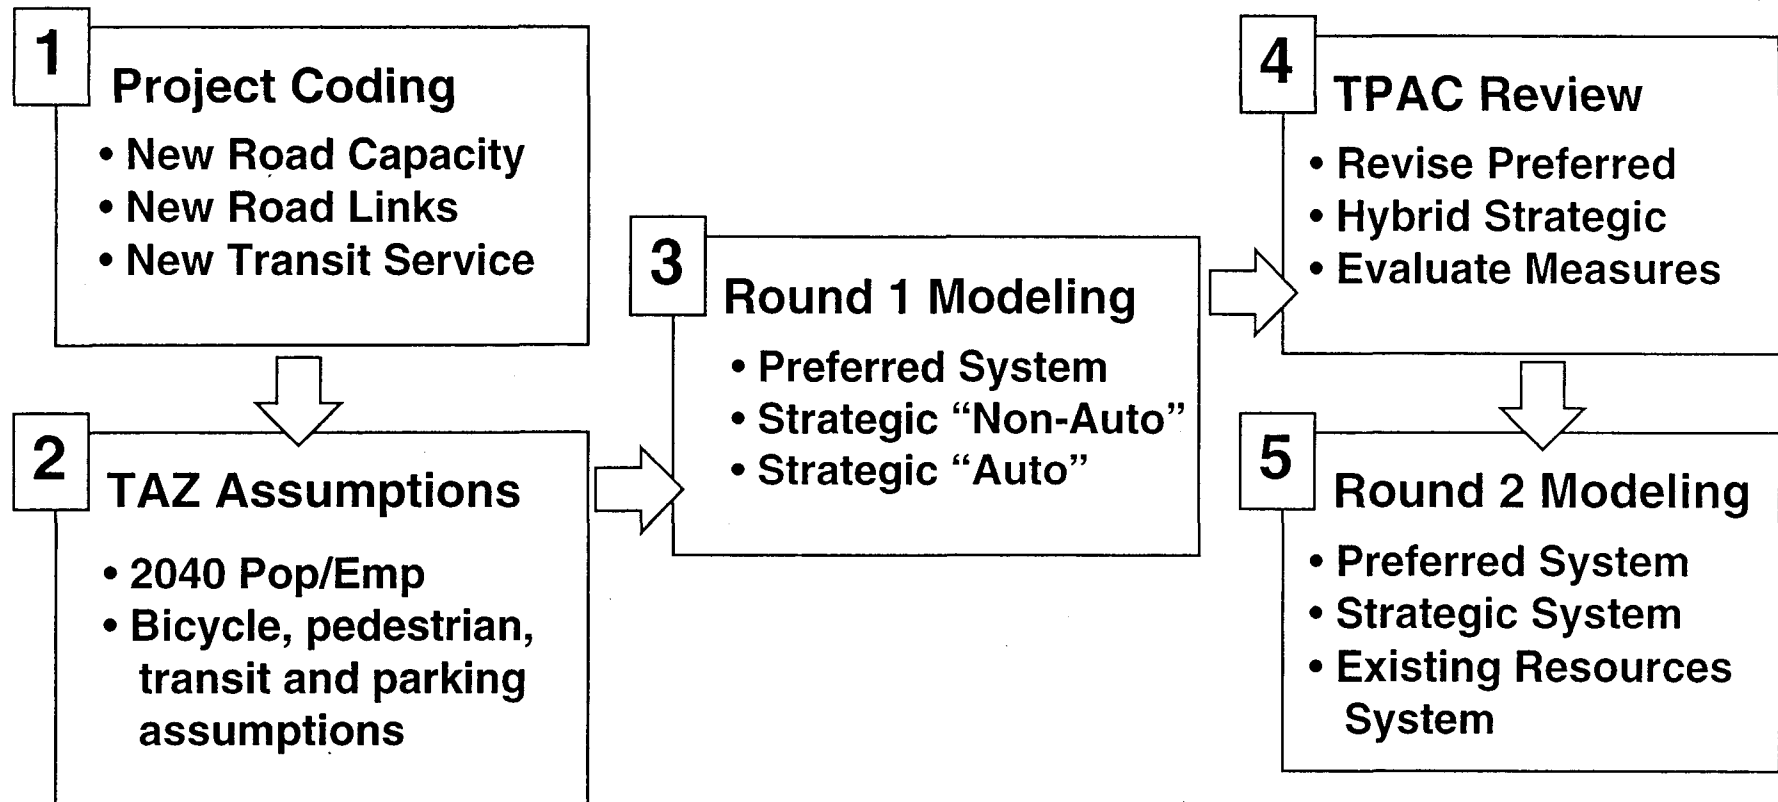 1
Project Coding
• New Road Capacity
• New Road Links
• New Transit Service
2
TAZ Assumptions
• 2040 Pop/Emp
• Bicycle, pedestrian,
transit and parking
assumptions
3
Round 1 Modeling
• Preferred System
• Strategic “Non-Auto”
• Strategic “Auto”
4
TPAC Review
• Revise Preferred
• Hybrid Strategic
• Evaluate Measures
5
Round 2 Modeling
• Preferred System
• Strategic System
• Existing Resources
System